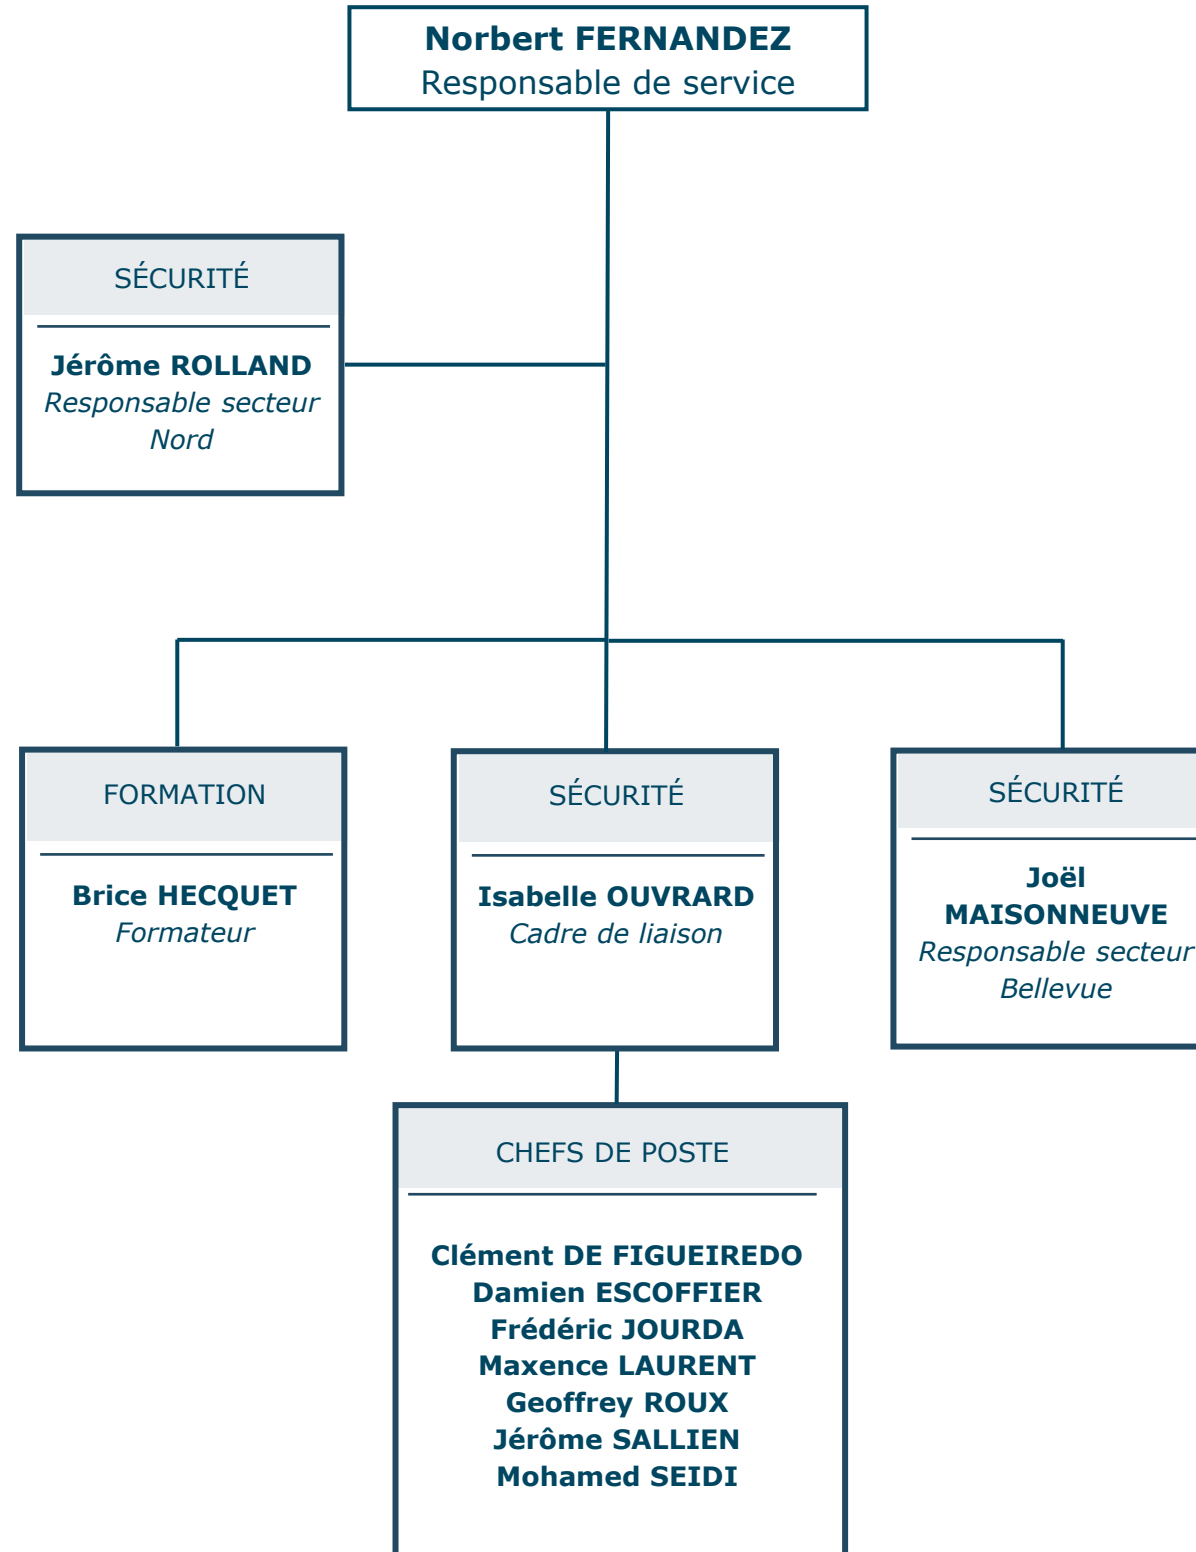 Norbert FERNANDEZ
Responsable de service
SÉCURITÉ
Jérôme ROLLAND
Responsable secteur
Nord
FORMATION
Brice HECQUET
Formateur
SÉCURITÉ
Isabelle OUVRARD
Cadre de liaison
SÉCURITÉ
Joël
MAISONNEUVE
Responsable secteur
Bellevue
CHEFS DE POSTE
Clément DE FIGUEIREDO
Damien ESCOFFIER
Frédéric JOURDA
Maxence LAURENT
Geoffrey ROUX
Jérôme SALLIEN
Mohamed SEIDI